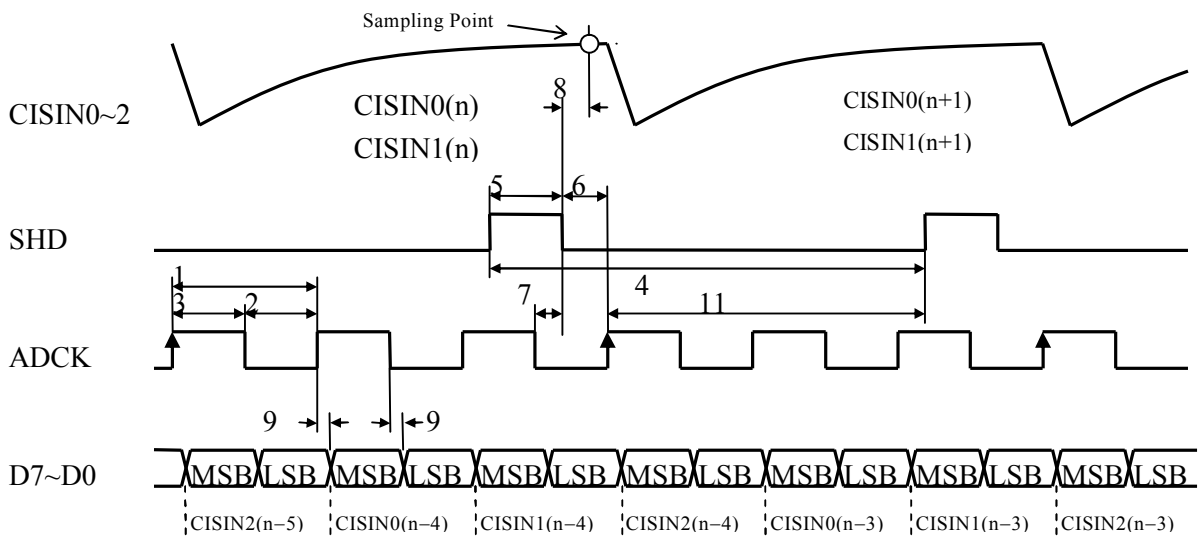 Sampling Point
8
CISIN0~2
CISIN0(n)
CISIN0(n+1)
CISIN1(n)
CISIN1(n+1)
5 6
SHD
1
4
3 2 7 11
ADCK
9 9
D7~D0 MSB LSB MSB LSB MSB LSB MSB LSB MSB LSB MSB LSB MSB LSB
CISIN2(n−5) CISIN0(n−4) CISIN1(n−4) CISIN2(n−4) CISIN0(n−3) CISIN1(n−3) CISIN2(n−3)